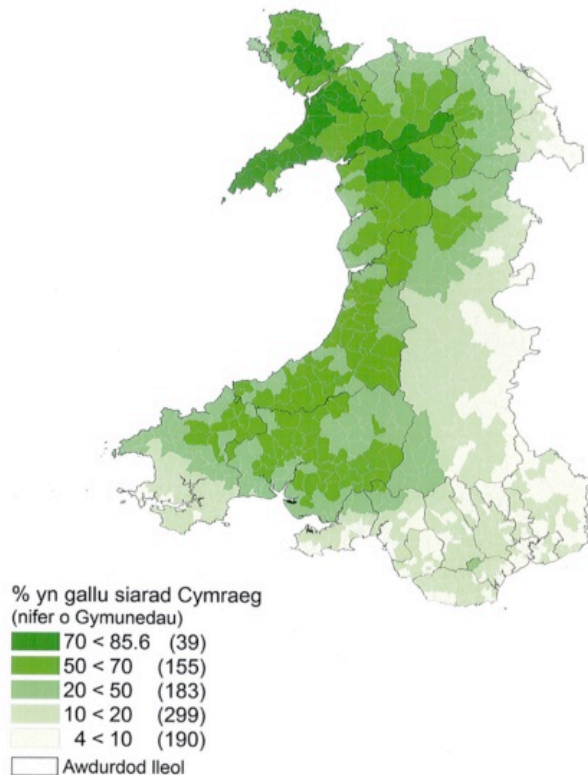 % yn gallu siarad Cymraeg
(nifer o Gymunedau)
70 < 85.6 (39)
50 < 70 (155)
20 < 50 (183)
10 < 20 (299)
4 < 10 (190)
Awdurdod lleol